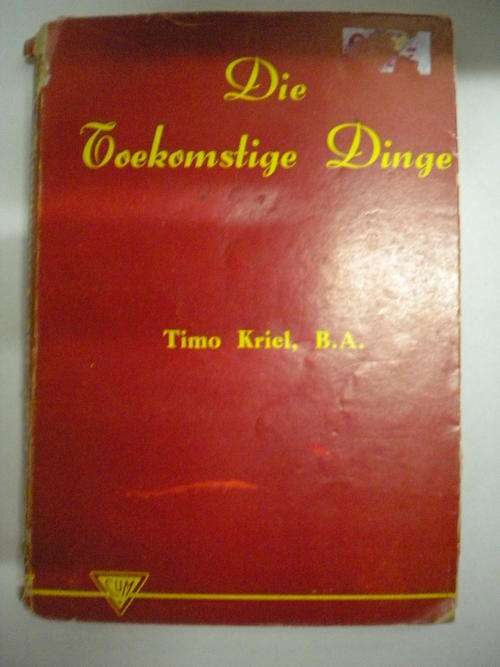 Die
Toekomstige Dinge
Timo Kriel, B.A.